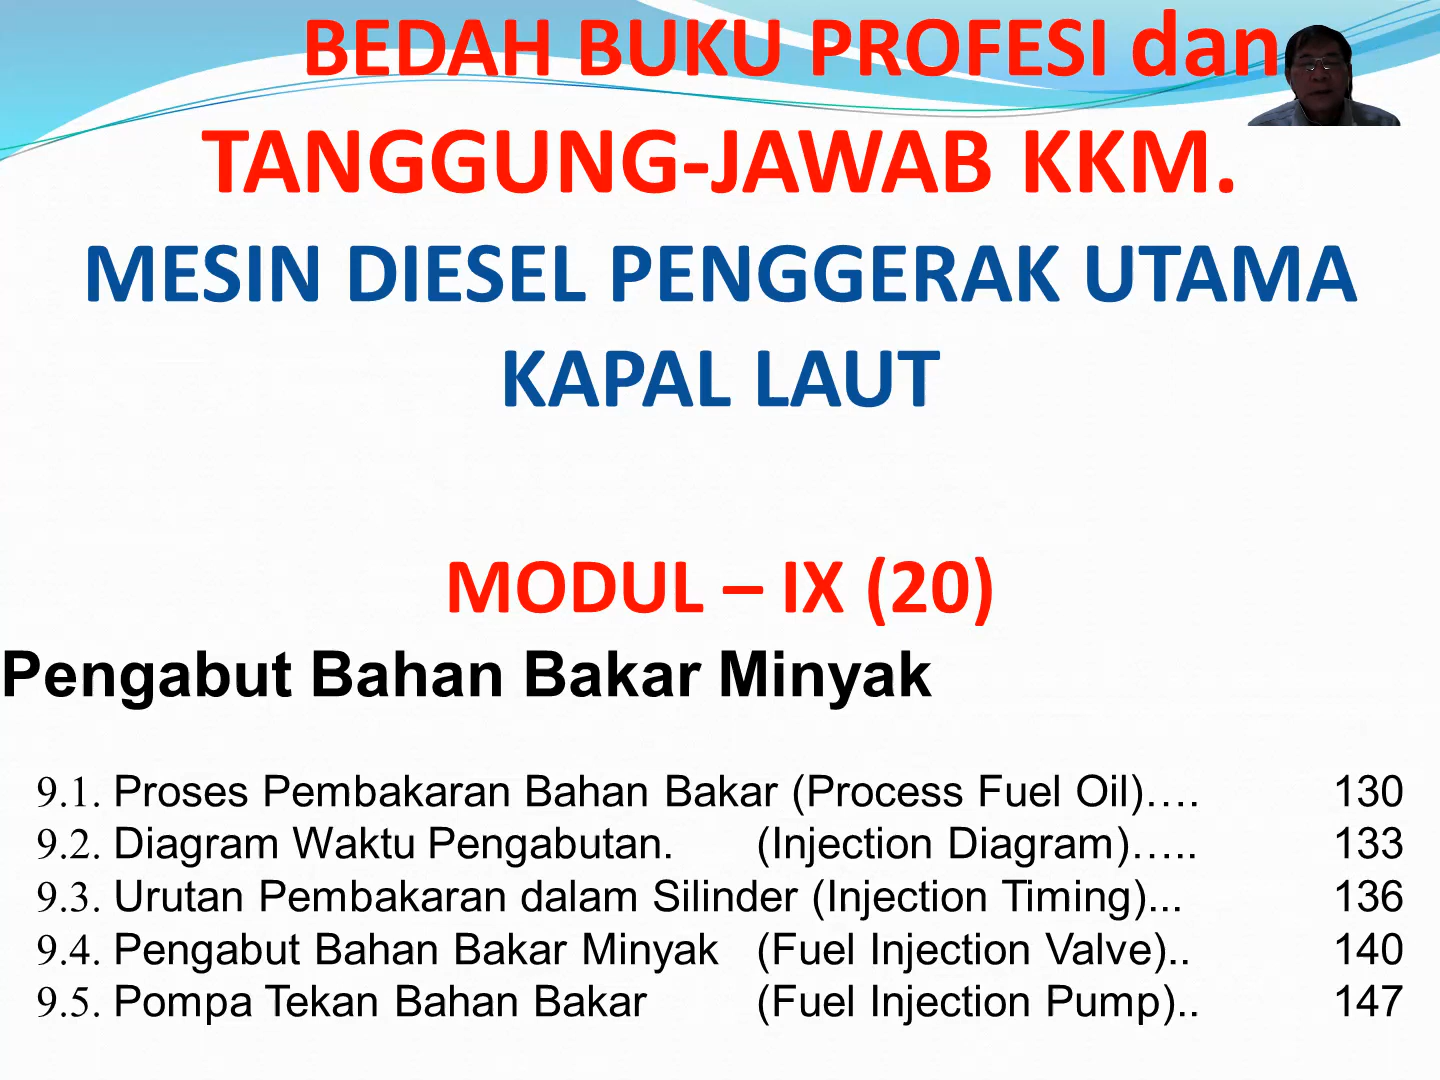 BEDAH BUKU PROFESI dan
TANGGUNG-JAWAB KKM.
MESIN DIESEL PENGGERAK UTAMA
KAPAL LAUT
MODUL – IX (20)
Pengabut Bahan Bakar Minyak
9.1. Proses Pembakaran Bahan Bakar (Process Fuel Oil)…. 130
9.2. Diagram Waktu Pengabutan. (Injection Diagram)….. 133
9.3. Urutan Pembakaran dalam Silinder (Injection Timing)... 136
9.4. Pengabut Bahan Bakar Minyak (Fuel Injection Valve).. 140
9.5. Pompa Tekan Bahan Bakar (Fuel Injection Pump).. 147